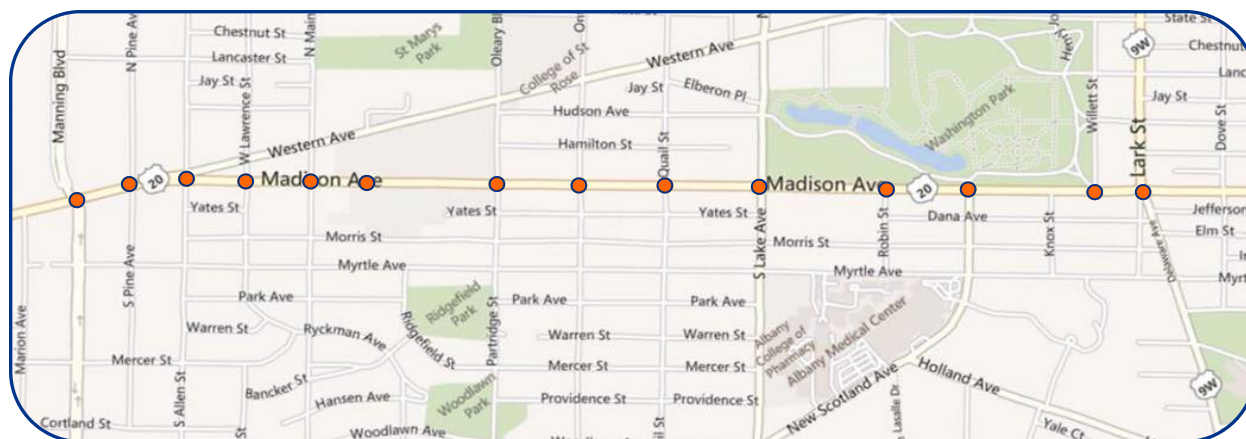 Manning Blvd
N Pine Av
Chestnut St
Lancaster St
Jay St
W Lawrence St
N Main
St Marys
Park
Oleary Bl
College of St
Rose
Western Ave
Jay St
Elberon Pl
Hudson Ave
Hamilton St
Quail St
Washington Park
Willett St
State St
9W
Chestnut
Lanc
Jay St
Dove St
Lark St
Western Ave
20
Madison Ave
Madison Ave
20
Yates St
Yates St
Yates St
Dana Ave
Jefferson
Elm St
Morris St
Morris St
Robin St
Knox St
S Lake Ave
Delaware Ave
Myrtle Ave
Myrtle Ave
Myrt
S Pine Ave
Marion Ave
Park Ave
Ridgefield
Park
Park Ave
Park Ave
Warren St
Ryckman Ave
Ridgefield St
Partridge St
Warren St
Warren St
Albany
College of
Pharmacy
Albany Medical Center
Mercer St
Mercer St
Mercer St
S Allen St
Bancker St
Hansen Ave
Woodlawn
Park
Providence St
Providence St
New Scotland Ave
Holland Ave
9W
Lasalle Dr
Cortland St
Woodlawn Ave
Yale Ct